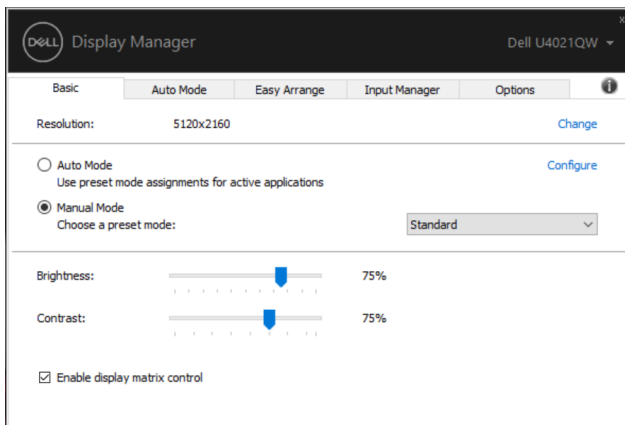 x
DELL Display Manager Dell U4021QW
Basic Auto Mode Easy Arrange Input Manager Options i
Resolution: 5120x2160 Change
Auto Mode Configure
Use preset mode assignments for active applications
Manual Mode
Choose a preset mode: Standard
Brightness: 75%
Contrast: 75%
Enable display matrix control